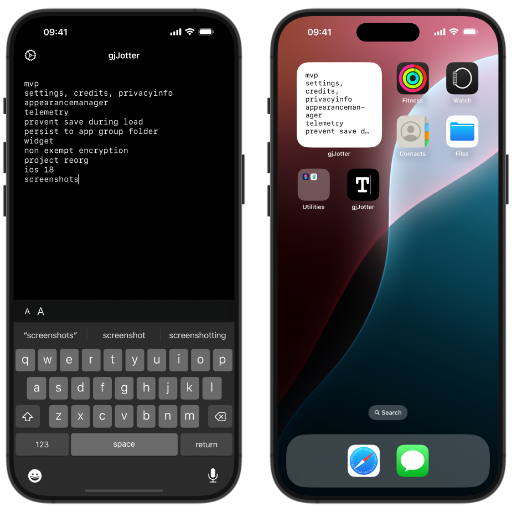 09:41
gjJotter
mvp
settings, credits, privacyinfo
appearancemanager
telemetry
prevent save during load
persist to app group folder
widget
non exempt encryption
project reorg
ios 18
screenshots
A A
"screenshots" screenshot screenshotting
q w e r t y u i o p
a s d f g h j k l
z x c v b n m
123 space return
09:41
mvp
settings,
credits,
privacyinfo
appearanceman-
ager
telemetry
prevent save d…
gjJotter
Fitness Watch
Contacts Files
Utilities gjJotter
Search